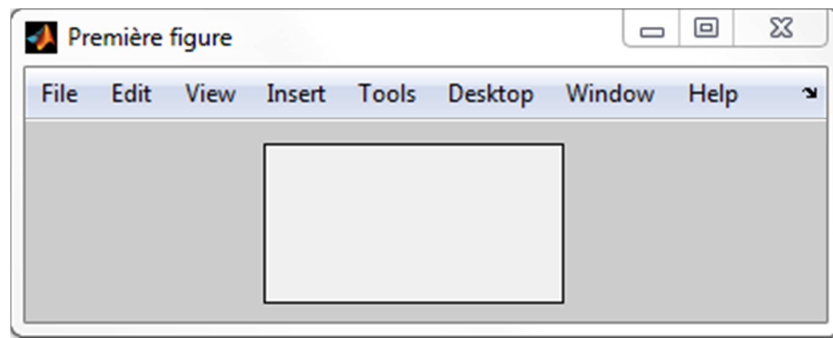 Première figure
File Edit View Insert Tools Desktop Window Help